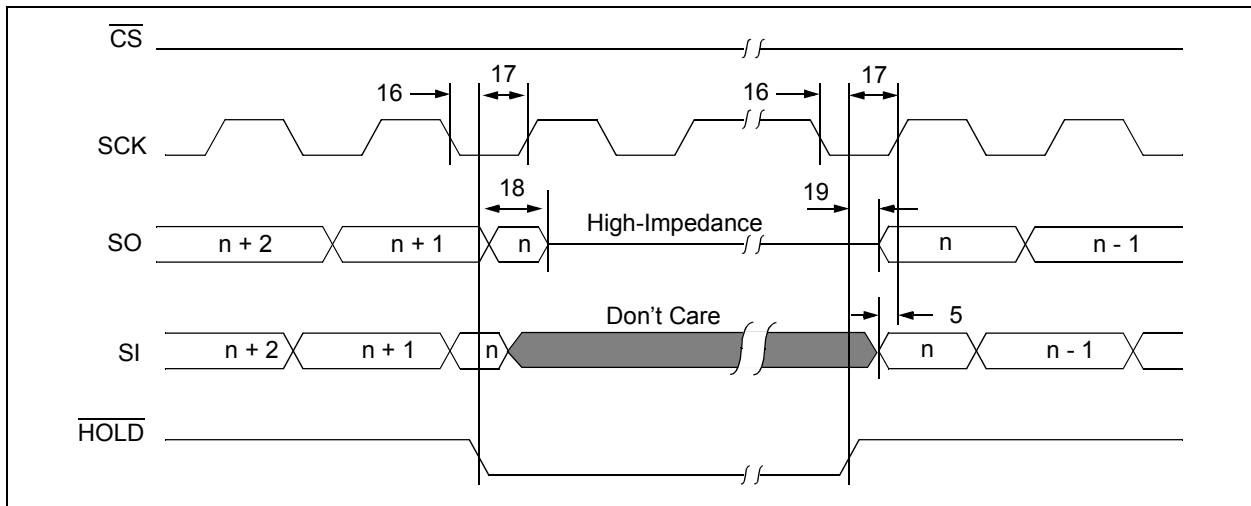 CS
16 17 16 17
SCK
18 19
High-Impedance
SO n + 2 n + 1 n n n - 1
Don't Care 5
SI n + 2 n + 1 n n n - 1
HOLD